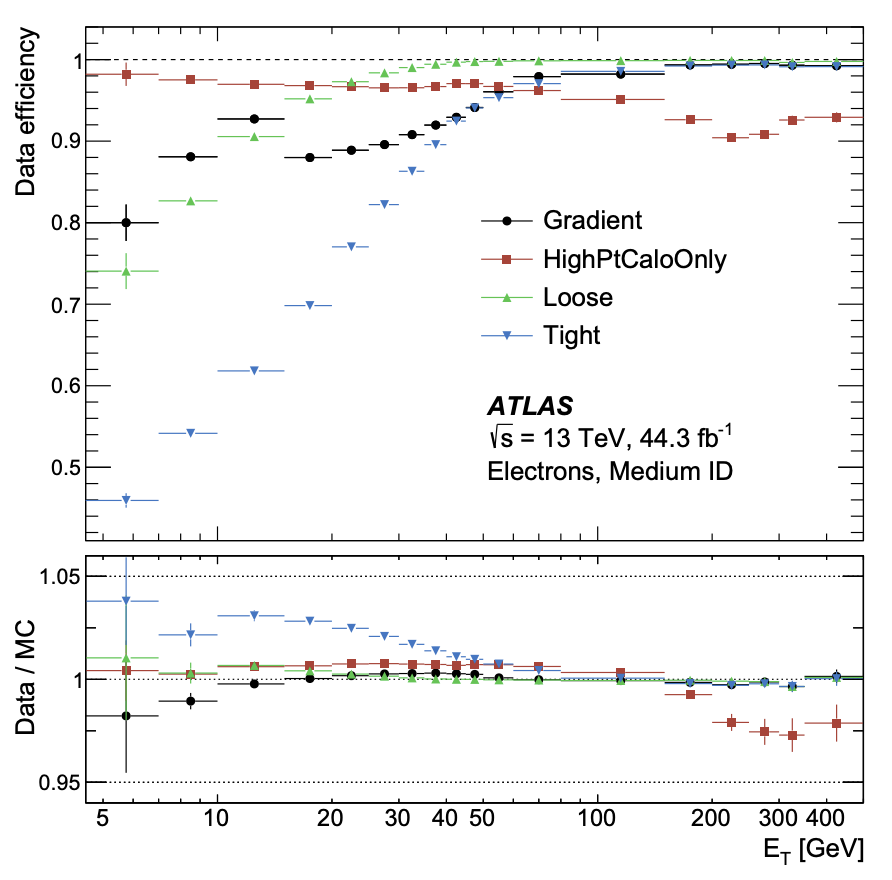 Data efficiency
1
0.9
0.8
0.7
0.6
0.5
Gradient
HighPtCaloOnly
Loose
Tight
ATLAS
√s = 13 TeV, 44.3 fb⁻¹
Electrons, Medium ID
Data / MC
1.05
1
0.95
5 10 20 30 40 50 100 200 300 400
E_T [GeV]